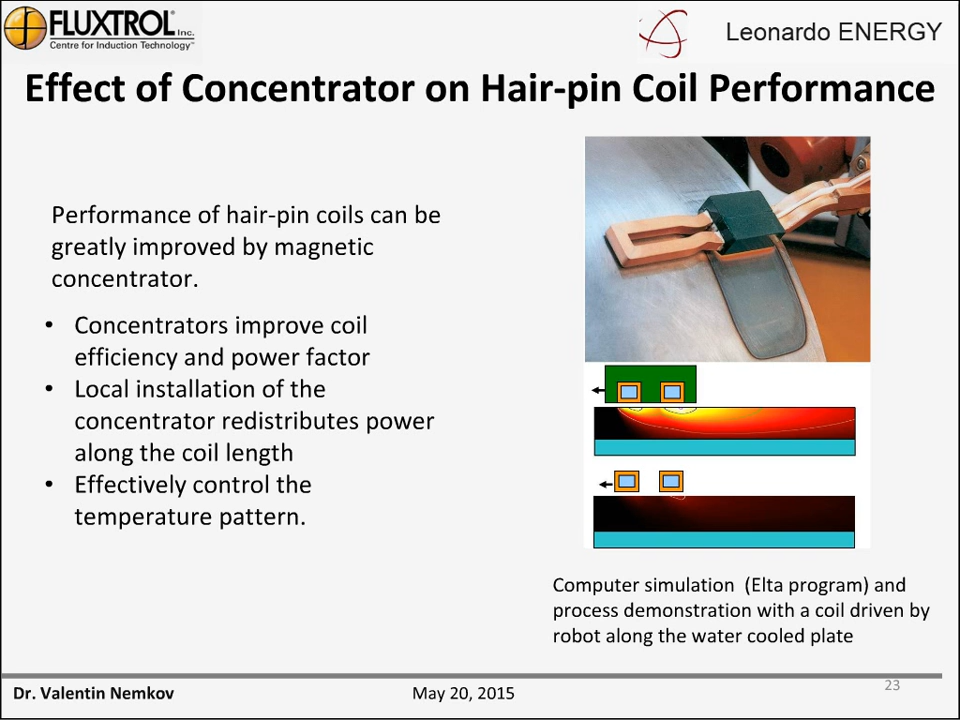 FLUXTROL Inc.
Centre for Induction Technology™
Leonardo ENERGY
Effect of Concentrator on Hair-pin Coil Performance
Performance of hair-pin coils can be
greatly improved by magnetic
concentrator.
• Concentrators improve coil
efficiency and power factor
• Local installation of the
concentrator redistributes power
along the coil length
• Effectively control the
temperature pattern.
Computer simulation (Elta program) and
process demonstration with a coil driven by
robot along the water cooled plate
Dr. Valentin Nemkov
May 20, 2015
23